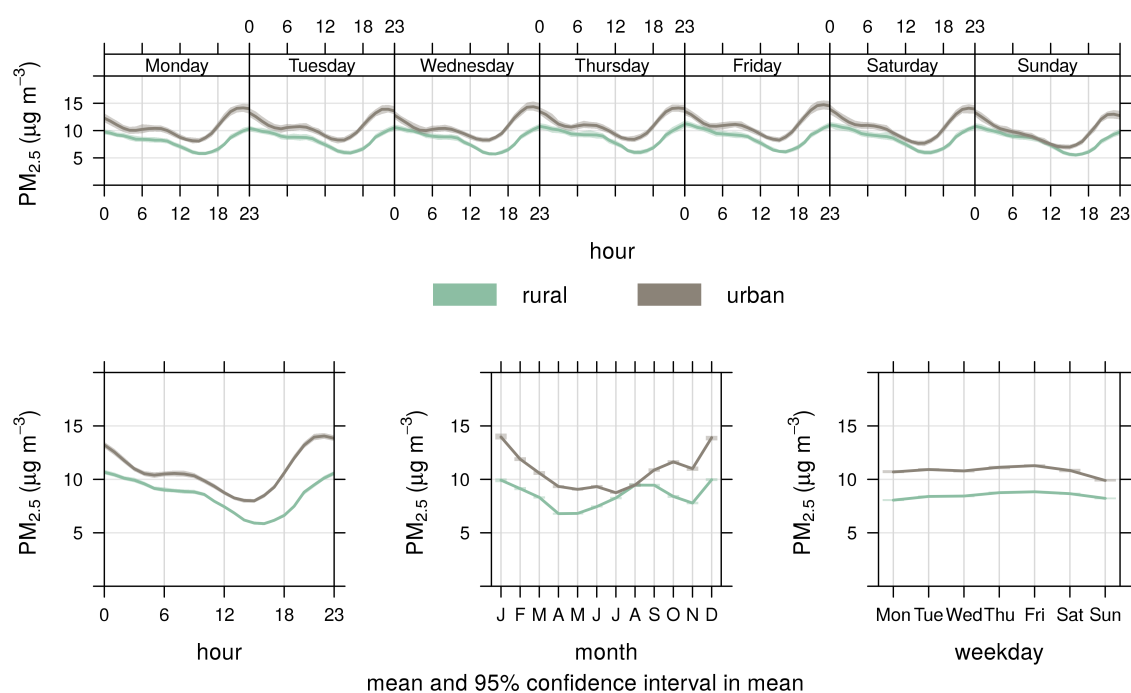 0 6 12 18 23 0 6 12 18 23 0 6 12 18 23
Monday Tuesday Wednesday Thursday Friday Saturday Sunday
PM2.5 (µg m−3)
15
10
5
0 6 12 18 23 0 6 12 18 23 0 6 12 18 23 0 6 12 18 23
hour
rural urban
PM2.5 (µg m−3)
15
10
5
0 6 12 18 23
hour
PM2.5 (µg m−3)
15
10
5
J F M A M J J A S O N D
month
PM2.5 (µg m−3)
15
10
5
Mon Tue Wed Thu Fri Sat Sun
weekday
mean and 95% confidence interval in mean